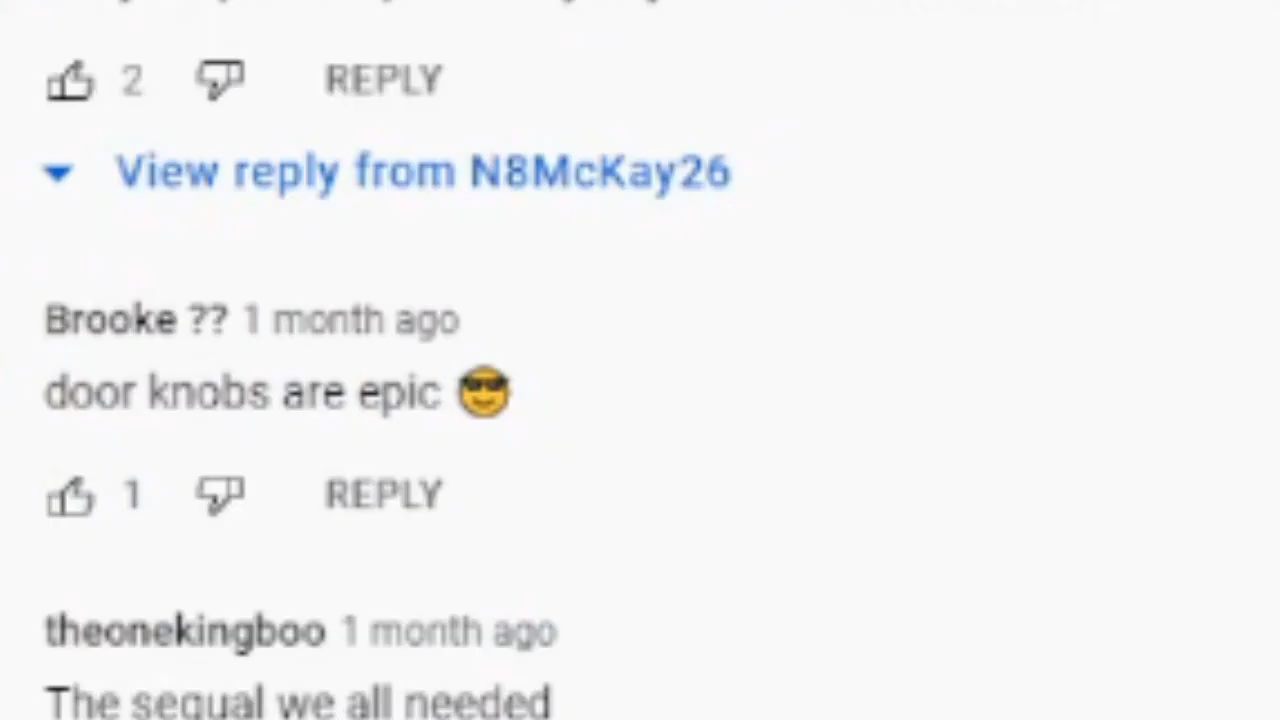 2 REPLY
View reply from N8McKay26
Brooke ?? 1 month ago
door knobs are epic 😎
1 REPLY
theonekingboo 1 month ago
The sequal we all needed